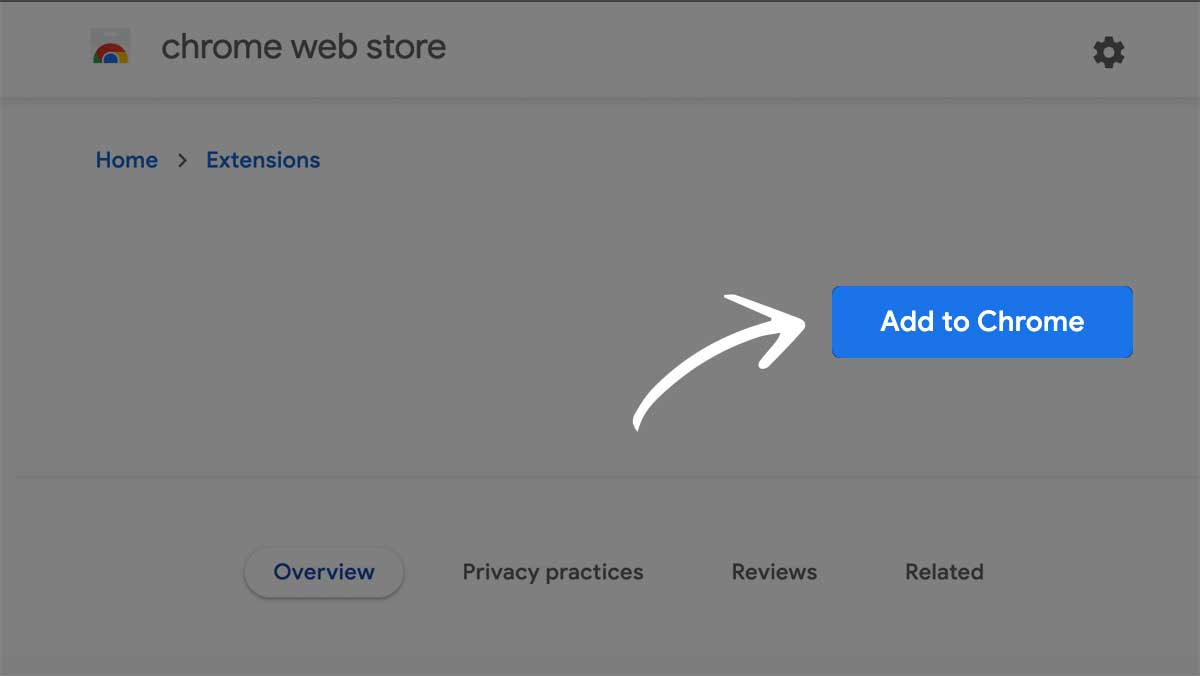 chrome web store
Home > Extensions
Add to Chrome
Overview Privacy practices Reviews Related